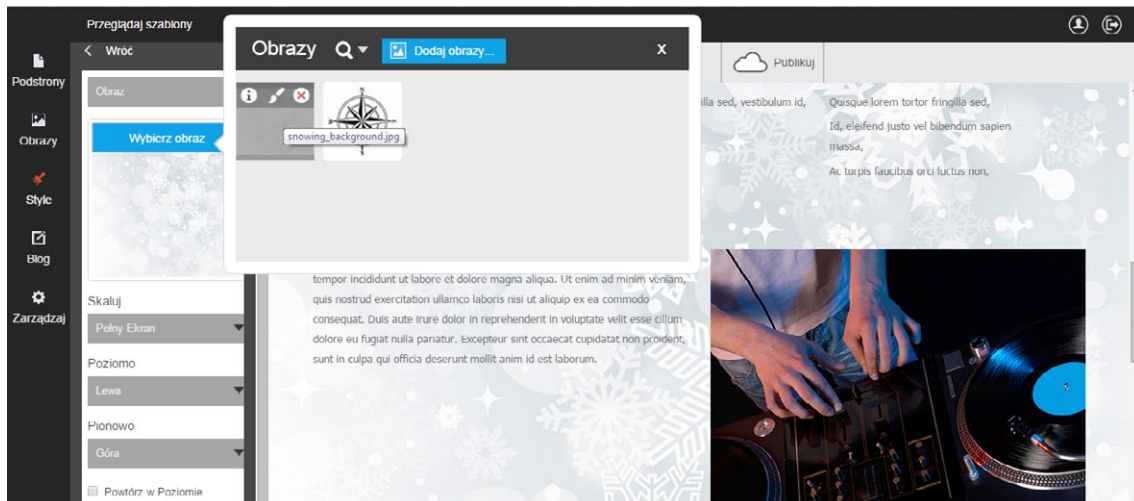 Przeglądaj szablony
Wróć
Podstrony
Obrazy
Style
Blog
Zarządzaj
Obraz
Wybierz obraz
Skaluj
Pełny Ekran
Poziomo
Lewa
Pionowo
Góra
Powtórz w Poziomie
Obrazy
Dodaj obrazy...
x
snowing_background.jpg
Publikuj
illa sed, vestibulum id,
Quisque lorem tortor fringilla sed,
Id, eleifend justo vel bibendum sapien
massa,
Ac turpis faucibus orci luctus non,
tempor incididunt ut labore et dolore magna aliqua. Ut enim ad minim veniam,
quis nostrud exercitation ullamco laboris nisi ut aliquip ex ea commodo
consequat. Duis aute irure dolor in reprehenderit in voluptate velit esse cillum
dolore eu fugiat nulla pariatur. Excepteur sint occaecat cupidatat non proident,
sunt in culpa qui officia deserunt mollit anim id est laborum.